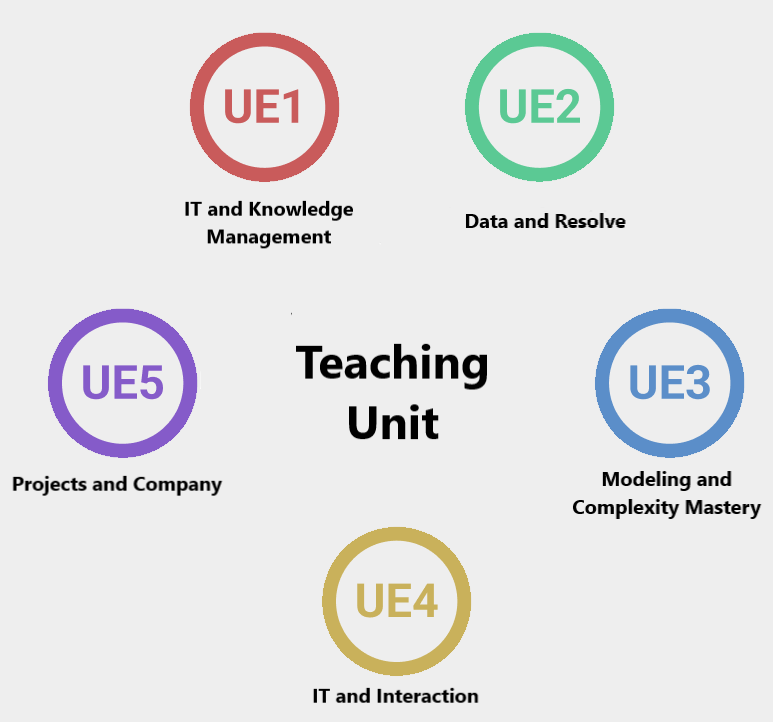 UE1
IT and Knowledge
Management
UE2
Data and Resolve
UE5
Projects and Company
Teaching
Unit
UE3
Modeling and
Complexity Mastery
UE4
IT and Interaction